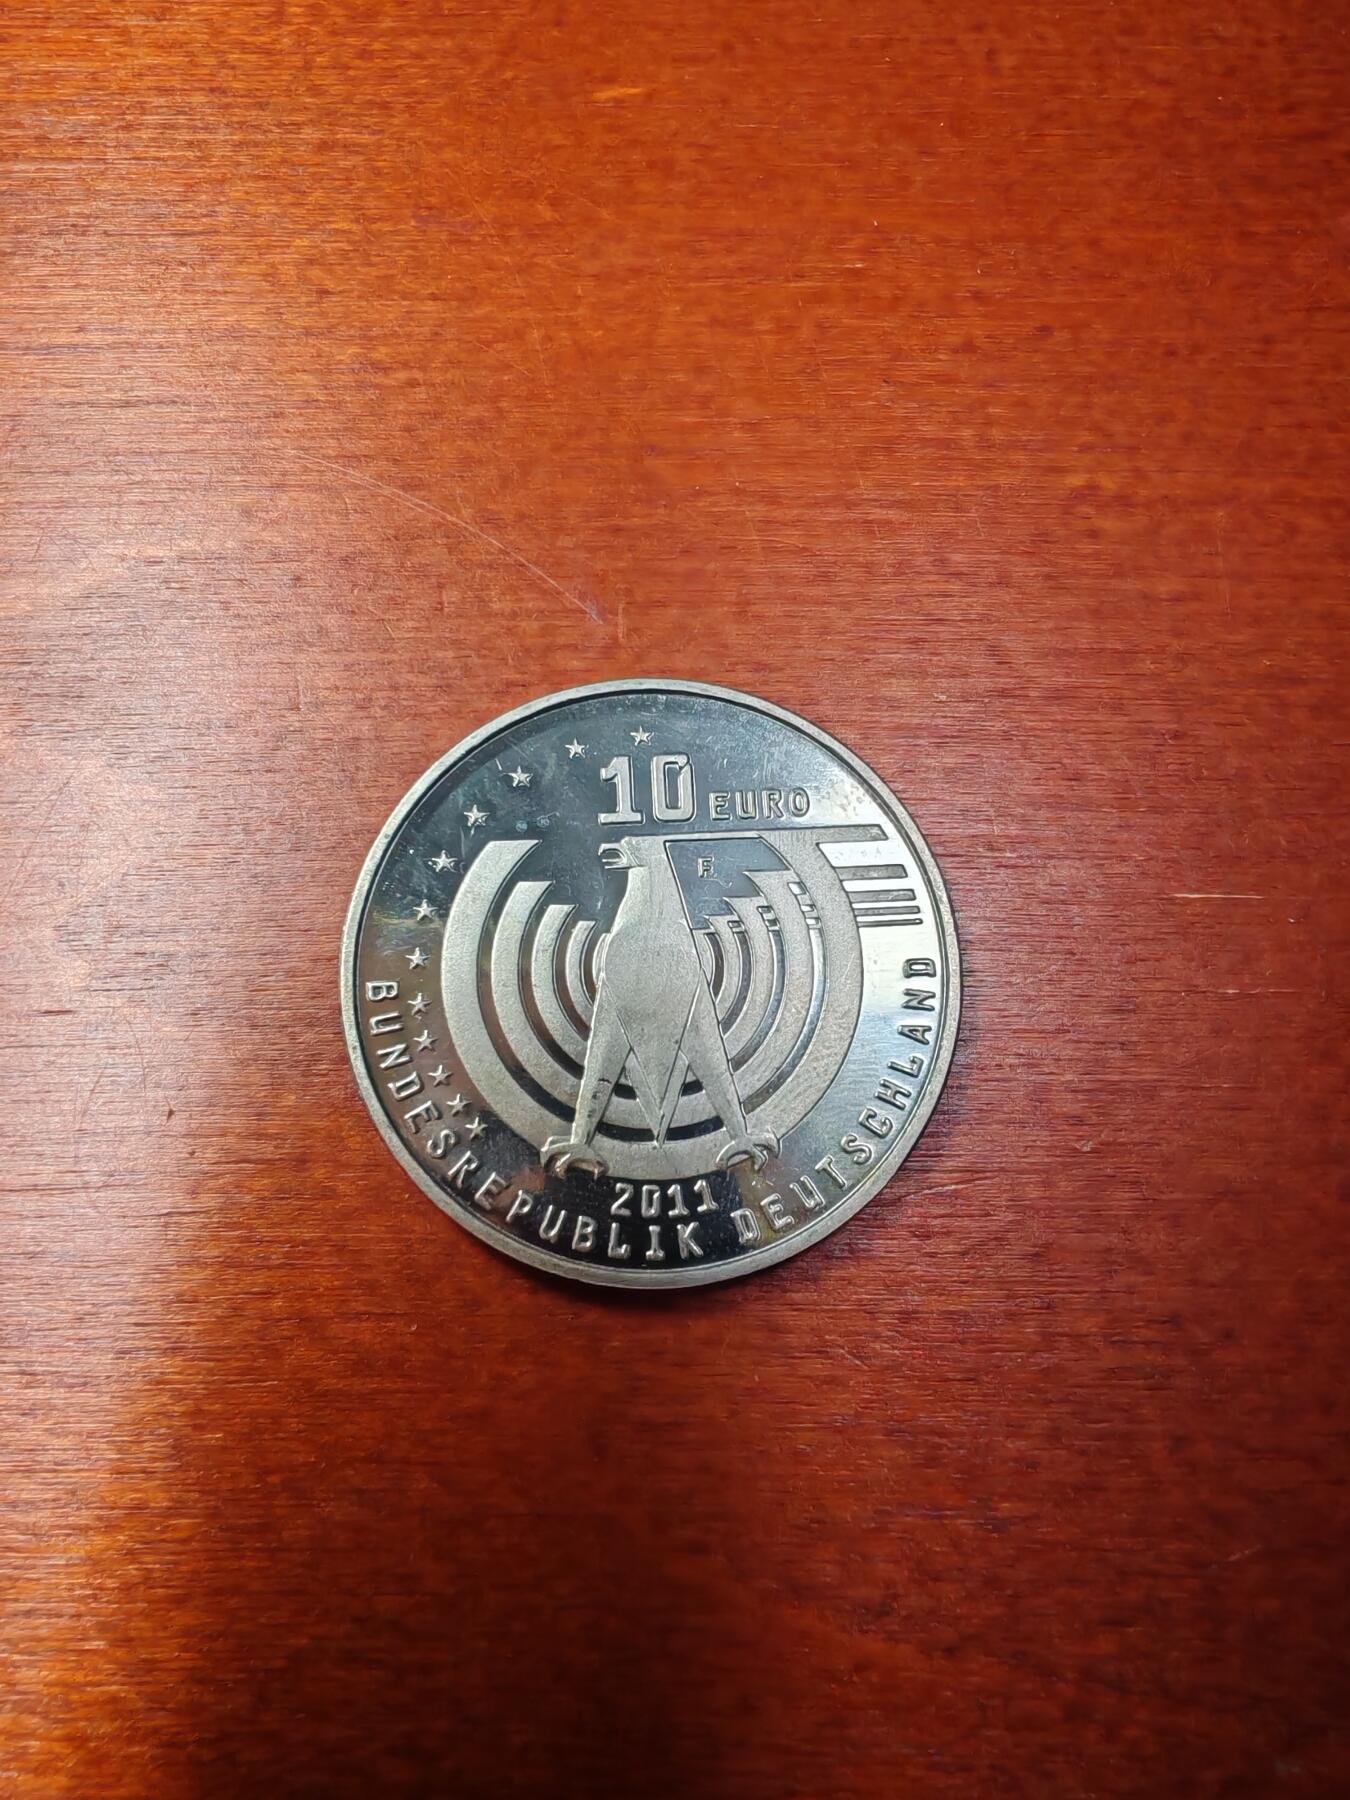 10 EURO
F
2011
BUNDESREPUBLIK DEUTSCHLAND